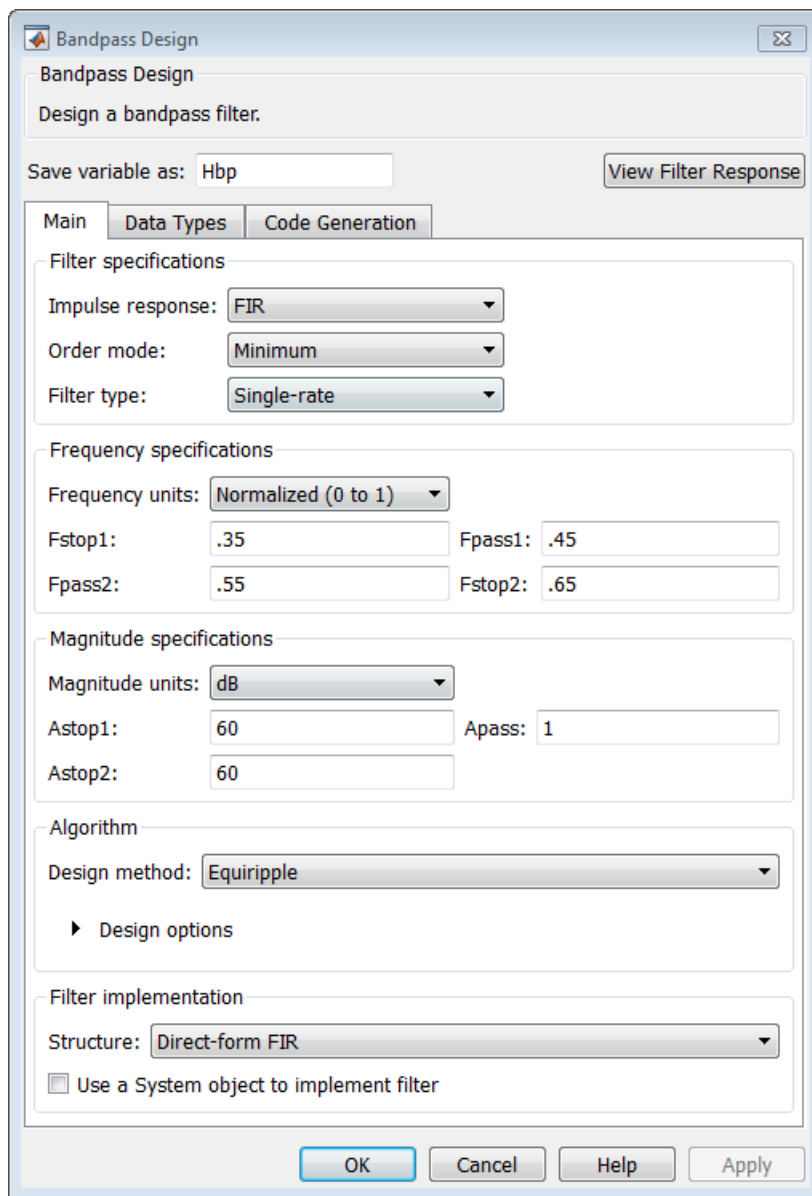 Bandpass Design
Bandpass Design
Design a bandpass filter.
Save variable as: Hbp View Filter Response
Main Data Types Code Generation
Filter specifications
Impulse response: FIR
Order mode: Minimum
Filter type: Single-rate
Frequency specifications
Frequency units: Normalized (0 to 1)
Fstop1: .35 Fpass1: .45
Fpass2: .55 Fstop2: .65
Magnitude specifications
Magnitude units: dB
Astop1: 60 Apass: 1
Astop2: 60
Algorithm
Design method: Equiripple
Design options
Filter implementation
Structure: Direct-form FIR
Use a System object to implement filter
OK Cancel Help Apply